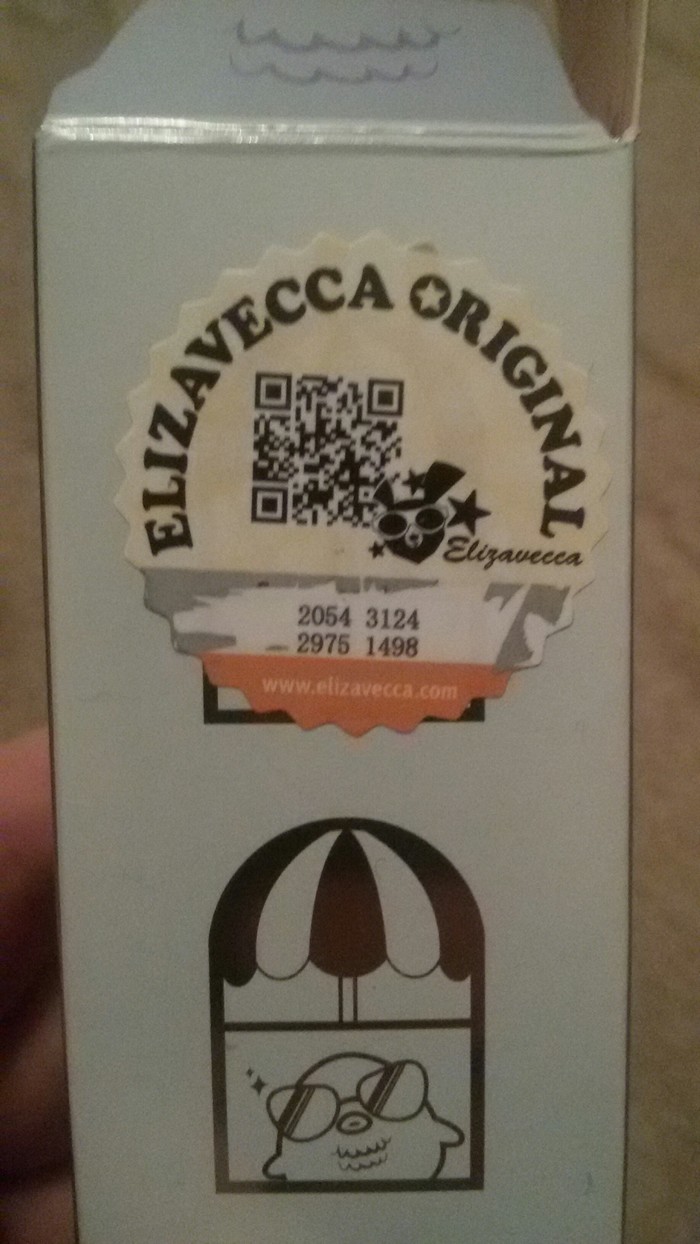 ELIZAVECCA ORIGINAL
Elizavecca
2054 3124
2975 1498
www.elizavecca.com